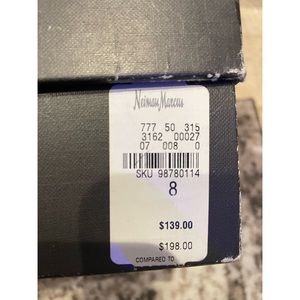 Neiman Marcus
777 50 315
3162 00027
07 008 0
SKU 98780114
8
$139.00
$198.00
COMPARED TO